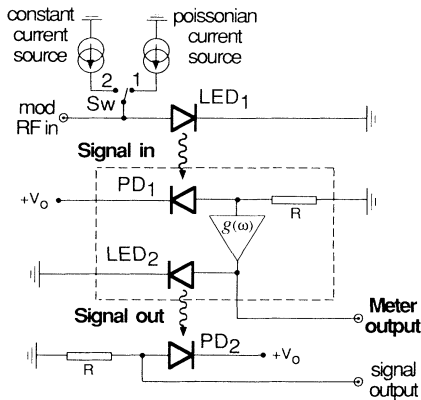 constant current source
poissonian current source
2 1
Sw
mod RF in
LED1
Signal in
PD1
+Vo
R
g(ω)
LED2
Signal out
Meter output
PD2
R
+Vo
signal output